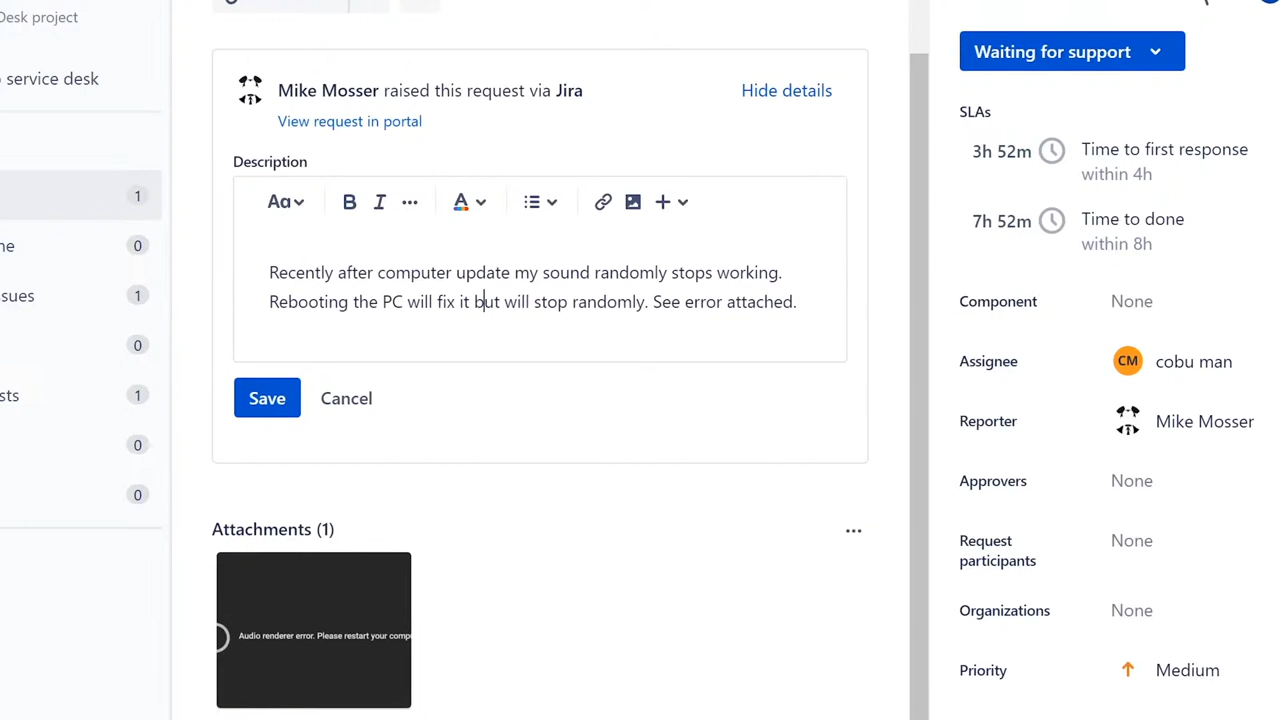 Desk project
service desk
1
ne
0
sues
1
0
sts
1
0
0
Mike Mosser raised this request via Jira
Hide details
View request in portal
Description
Aa
B I ... A
Recently after computer update my sound randomly stops working.
Rebooting the PC will fix it but will stop randomly. See error attached.
Save
Cancel
Attachments (1)
Audio renderer error. Please restart your comp
Waiting for support
SLAs
3h 52m
Time to first response
within 4h
7h 52m
Time to done
within 8h
Component
None
Assignee
CM
cobu man
Reporter
Mike Mosser
Approvers
None
Request
participants
None
Organizations
None
Priority
Medium